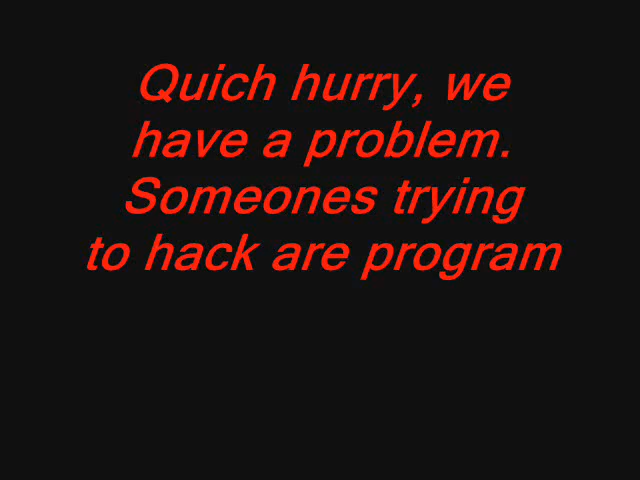 Quich hurry, we
have a problem.
Someones trying
to hack are program